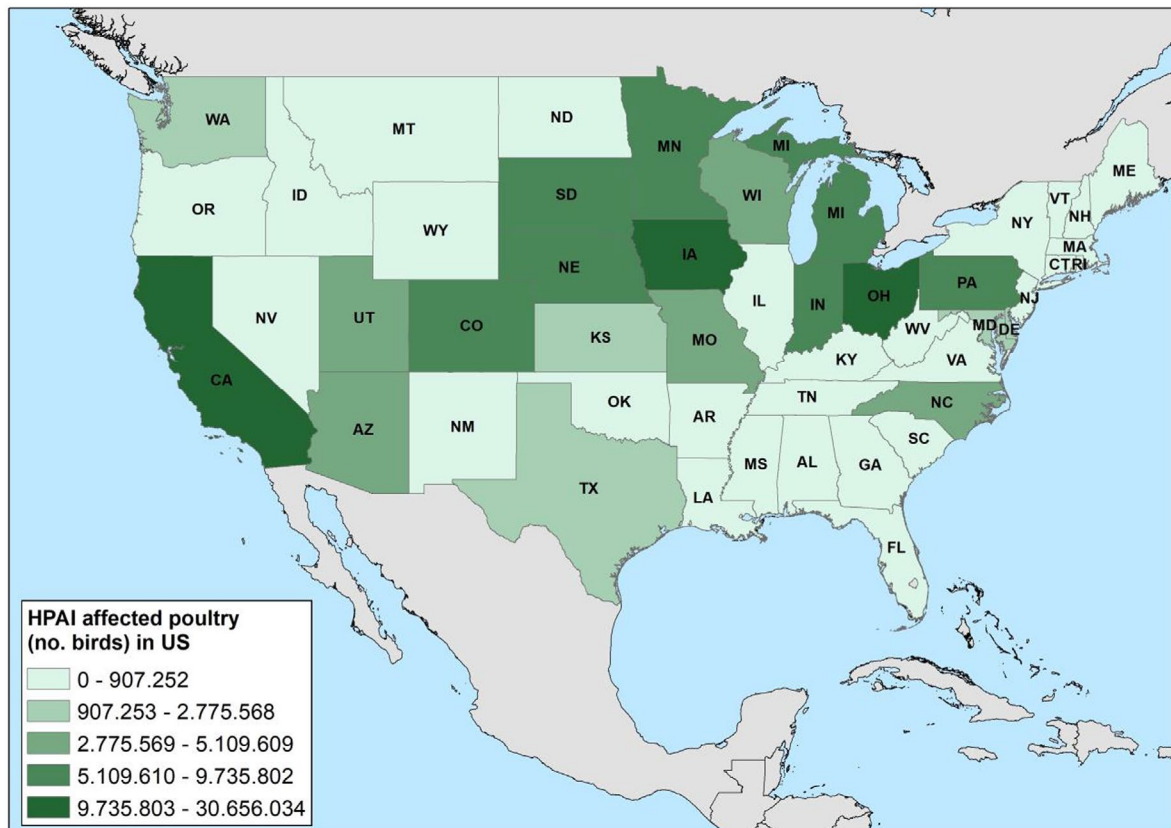 WA
MT
ND
MN
MI
ME
OR
ID
SD
WI
MI
VT
NH
NY
WY
MA
IA
CT
RI
NE
PA
NV
UT
CO
IL
IN
OH
NJ
KS
MO
WV
MD
DE
KY
VA
CA
AZ
NM
OK
AR
TN
NC
SC
MS
AL
GA
TX
LA
FL
HPAI affected poultry
(no. birds) in US
0 - 907.252
907.253 - 2.775.568
2.775.569 - 5.109.609
5.109.610 - 9.735.802
9.735.803 - 30.656.034